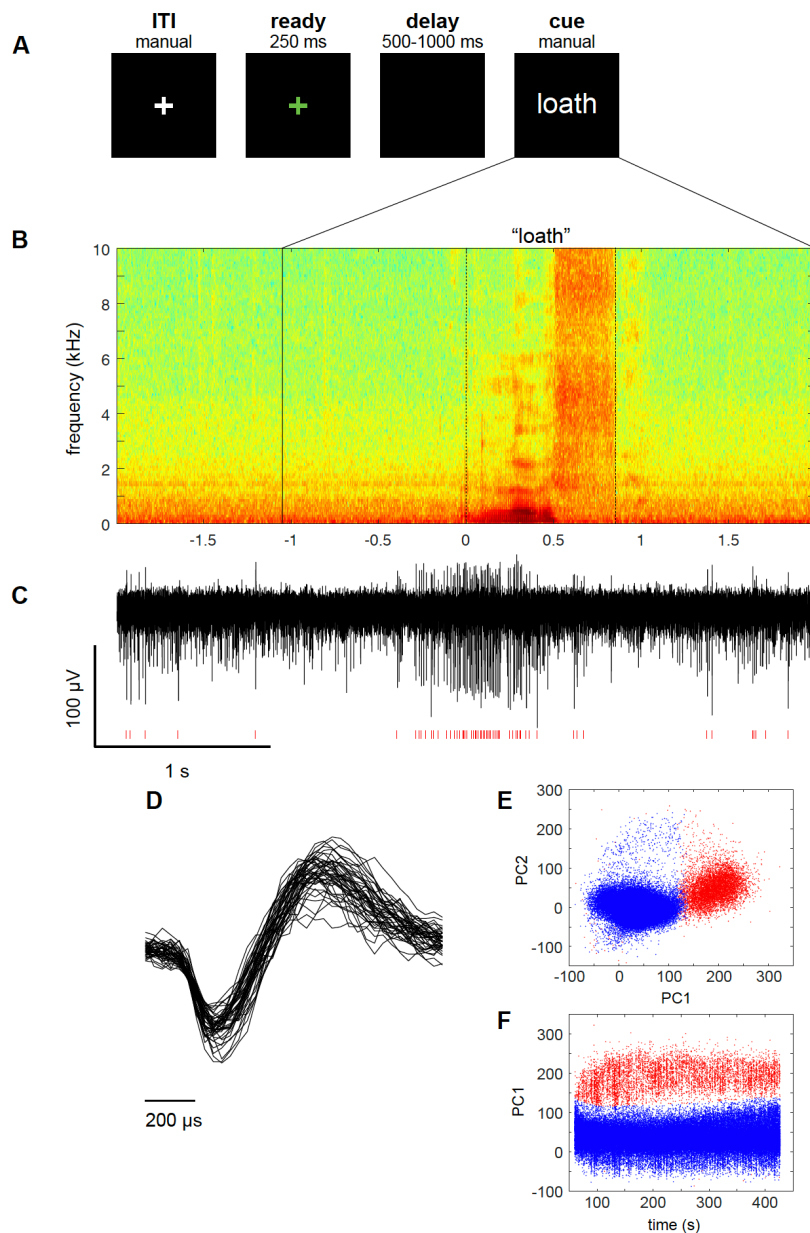 A
ITI
manual
ready
250 ms
delay
500-1000 ms
cue
manual
loath
B
“loath”
frequency (kHz)
10
8
6
4
2
0
-1.5
-1
-0.5
0
0.5
1
1.5
C
100 µV
1 s
D
200 µs
E
PC2
300
200
100
0
-100
-100
0
100
200
300
PC1
F
PC1
300
200
100
0
-100
100
200
300
400
time (s)